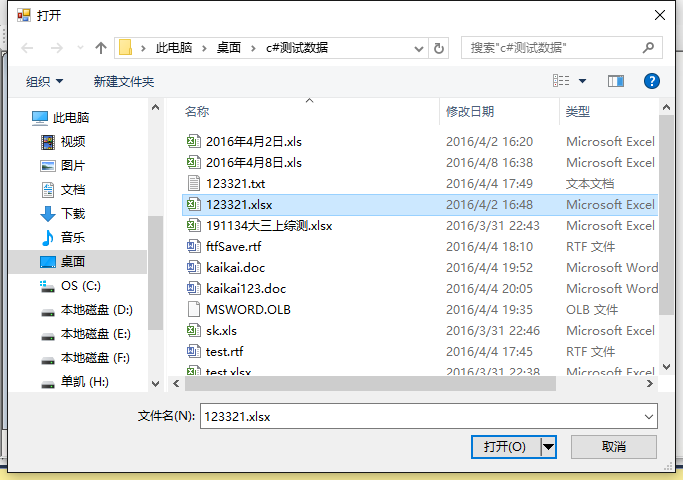 打开
此电脑 › 桌面 › c#测试数据
搜索"c#测试数据"
组织 新建文件夹
此电脑
视频
图片
文档
下载
音乐
桌面
OS (C:)
本地磁盘 (D:)
本地磁盘 (E:)
本地磁盘 (F:)
单凯 (H:)
名称 修改日期 类型
2016年4月2日.xls 2016/4/2 16:20 Microsoft Excel
2016年4月8日.xls 2016/4/8 16:38 Microsoft Excel
123321.txt 2016/4/4 17:49 文本文档
123321.xlsx 2016/4/2 16:48 Microsoft Excel
191134大三上综测.xlsx 2016/3/31 22:43 Microsoft Excel
ftfSave.rtf 2016/4/4 18:10 RTF 文件
kaikai.doc 2016/4/4 19:52 Microsoft Word
kaikai123.doc 2016/4/4 20:05 Microsoft Word
MSWORD.OLB 2016/4/4 19:35 OLB 文件
sk.xls 2016/3/31 22:46 Microsoft Excel
test.rtf 2016/4/4 17:45 RTF 文件
test.xlsx 2016/3/31 22:38 Microsoft Excel
文件名(N): 123321.xlsx
打开(O) 取消